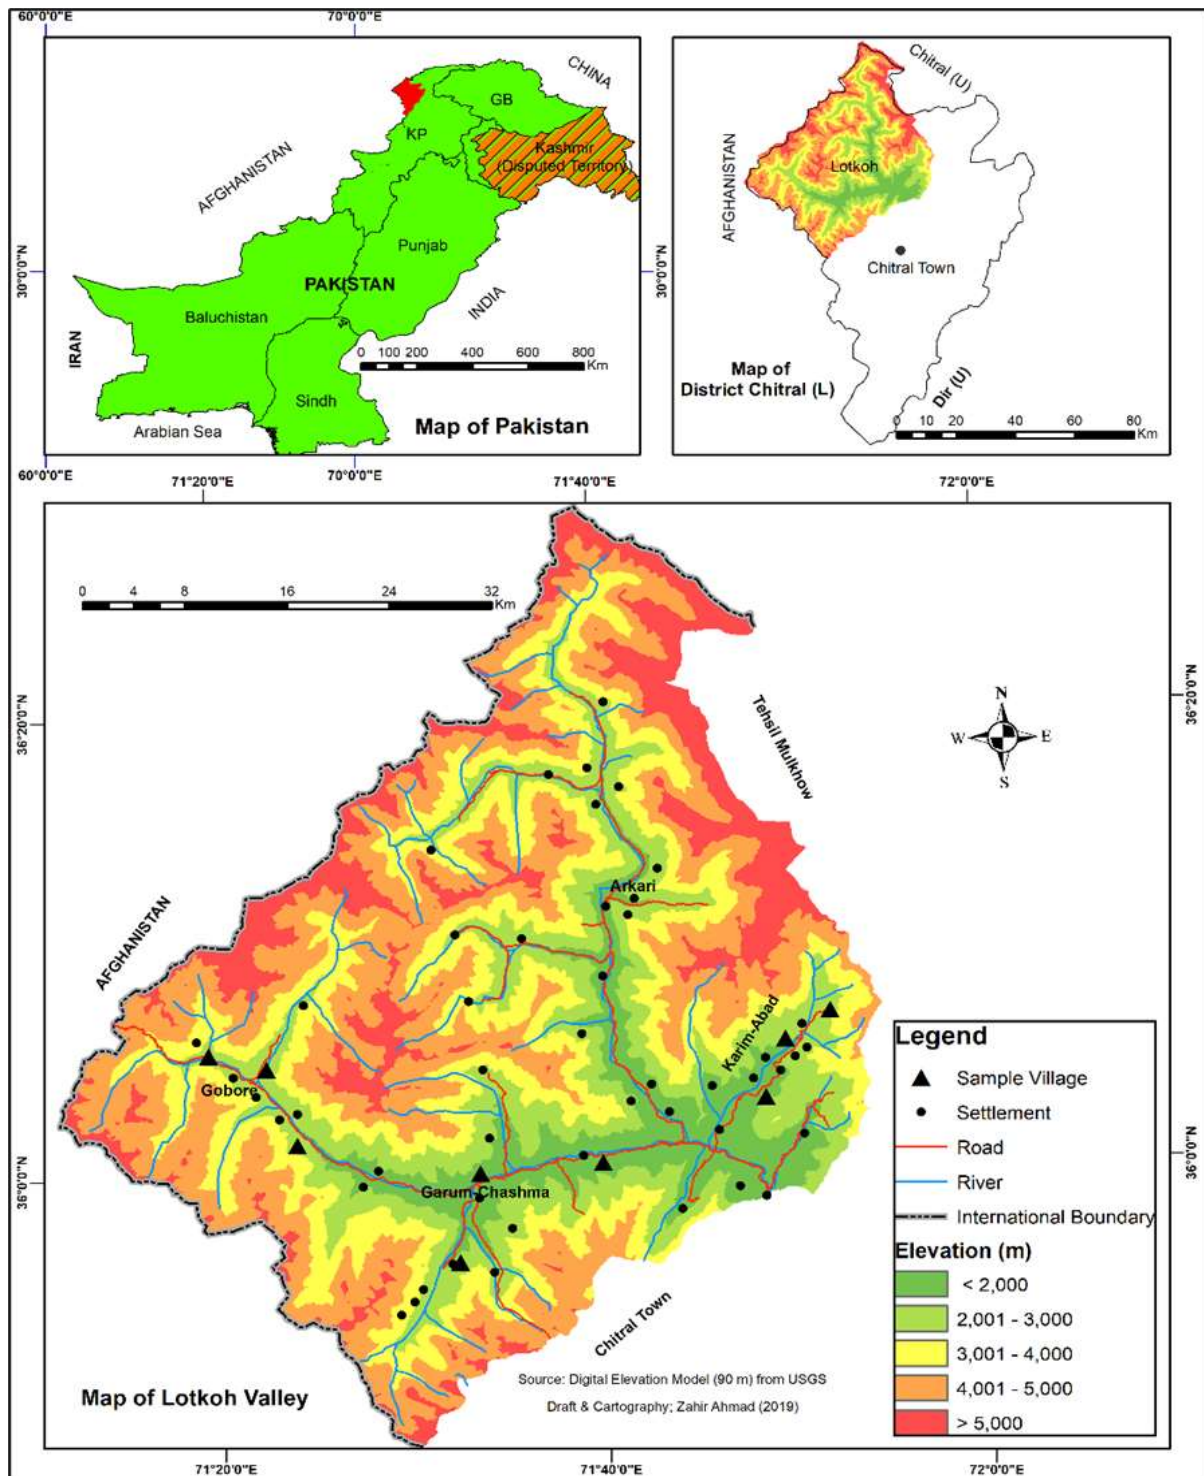 60°0'0"E 70°0'0"E
CHINA
GB
KP
Kashmir
(Disputed Territory)
AFGHANISTAN
Punjab
PAKISTAN
30°0'0"N
30°0'0"N
INDIA
Baluchistan
IRAN
0 100 200 400 600 800
Km
Sindh
Arabian Sea
Map of Pakistan
60°0'0"E 70°0'0"E
Chitral (U)
AFGHANISTAN
Lotkoh
Chitral Town
Map of
District Chitral (L)
Dir (U)
0 10 20 40 60 80
Km
71°20'0"E 71°40'0"E 72°0'0"E
0 4 8 16 24 32
Km
36°20'0"N
36°20'0"N
Tehsil Mulkhow
N
W E
S
Arkari
AFGHANISTAN
Karim-Abad
Gobore
36°0'0"N
36°0'0"N
Garum-Chashma
Chitral Town
Map of Lotkoh Valley
Source: Digital Elevation Model (90 m) from USGS
Draft & Cartography; Zahir Ahmad (2019)
Legend
Sample Village
Settlement
Road
River
International Boundary
Elevation (m)
< 2,000
2,001 - 3,000
3,001 - 4,000
4,001 - 5,000
> 5,000
71°20'0"E 71°40'0"E 72°0'0"E